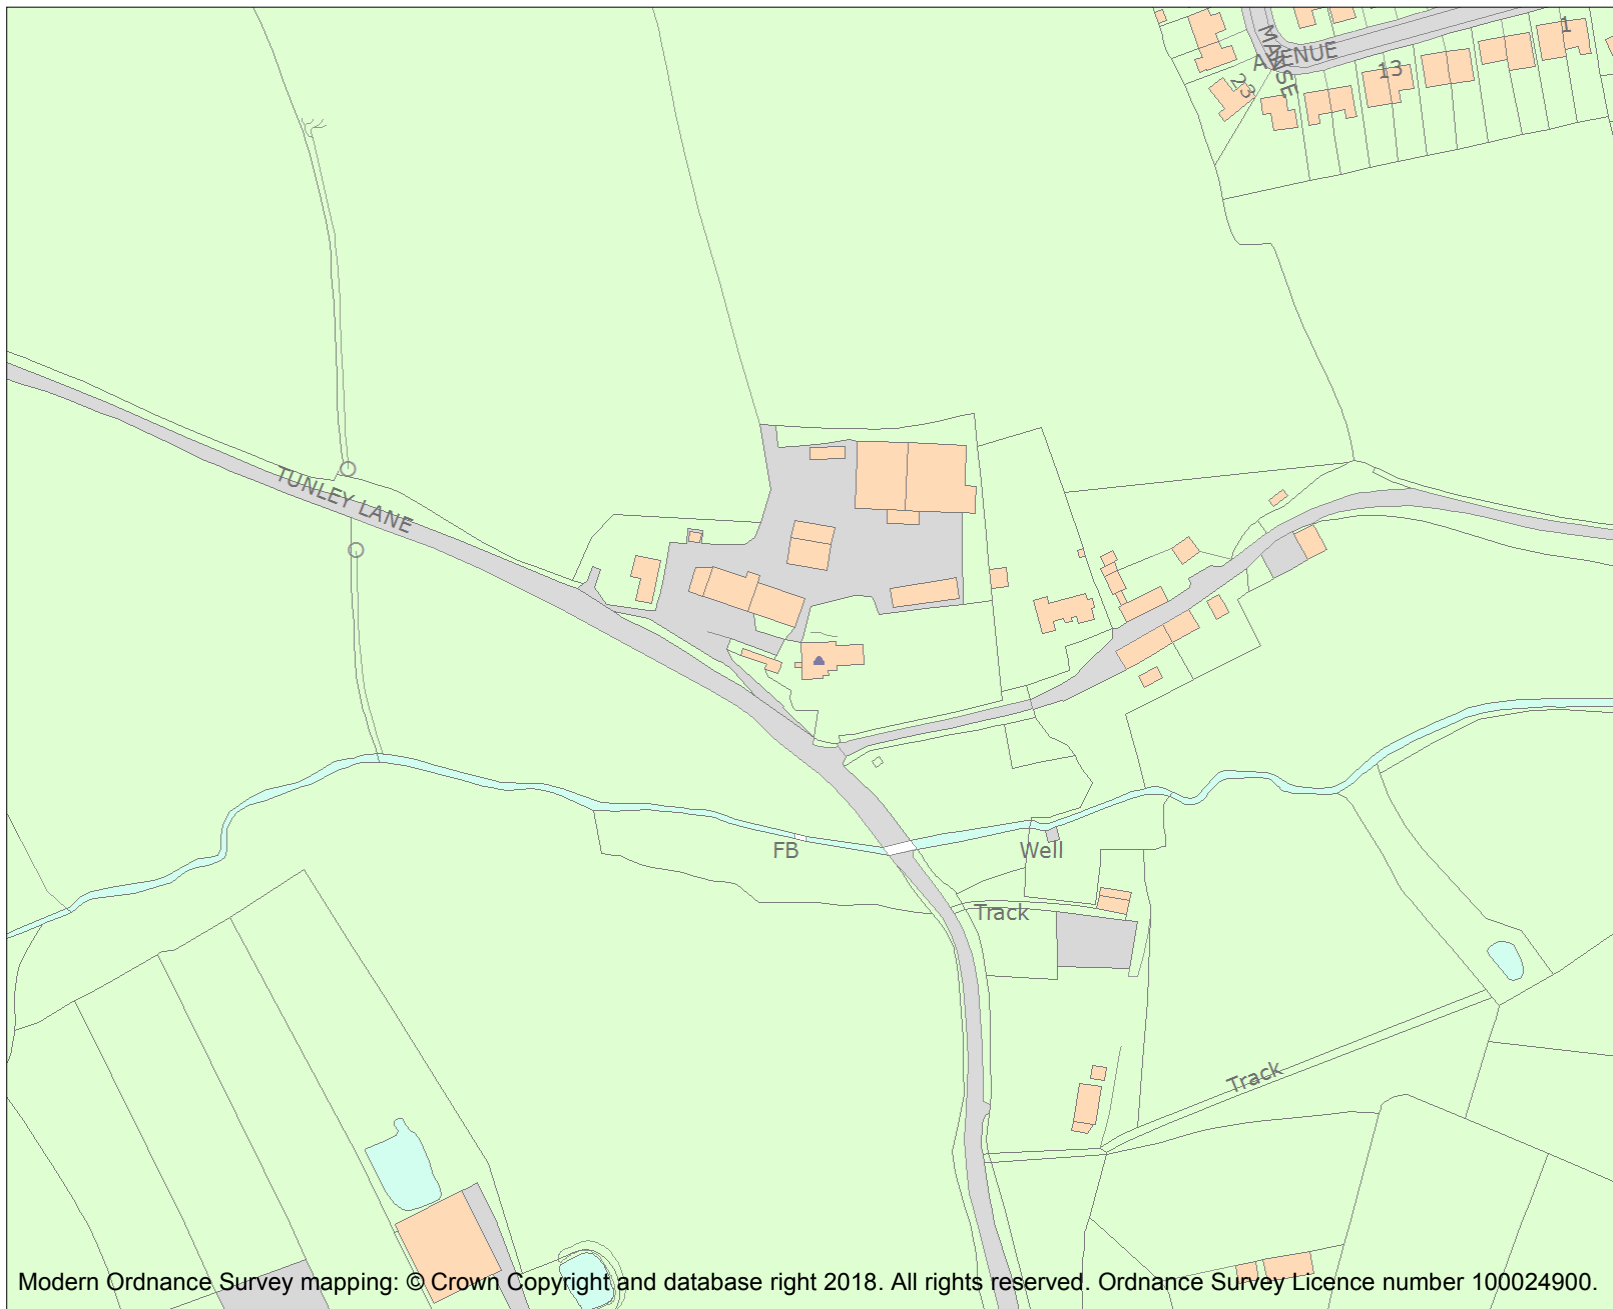 1
AVENUE
MANSE
13
23
TUNLEY LANE
FB
Well
Track
Track
Modern Ordnance Survey mapping: © Crown Copyright and database right 2018. All rights reserved. Ordnance Survey Licence number 100024900.